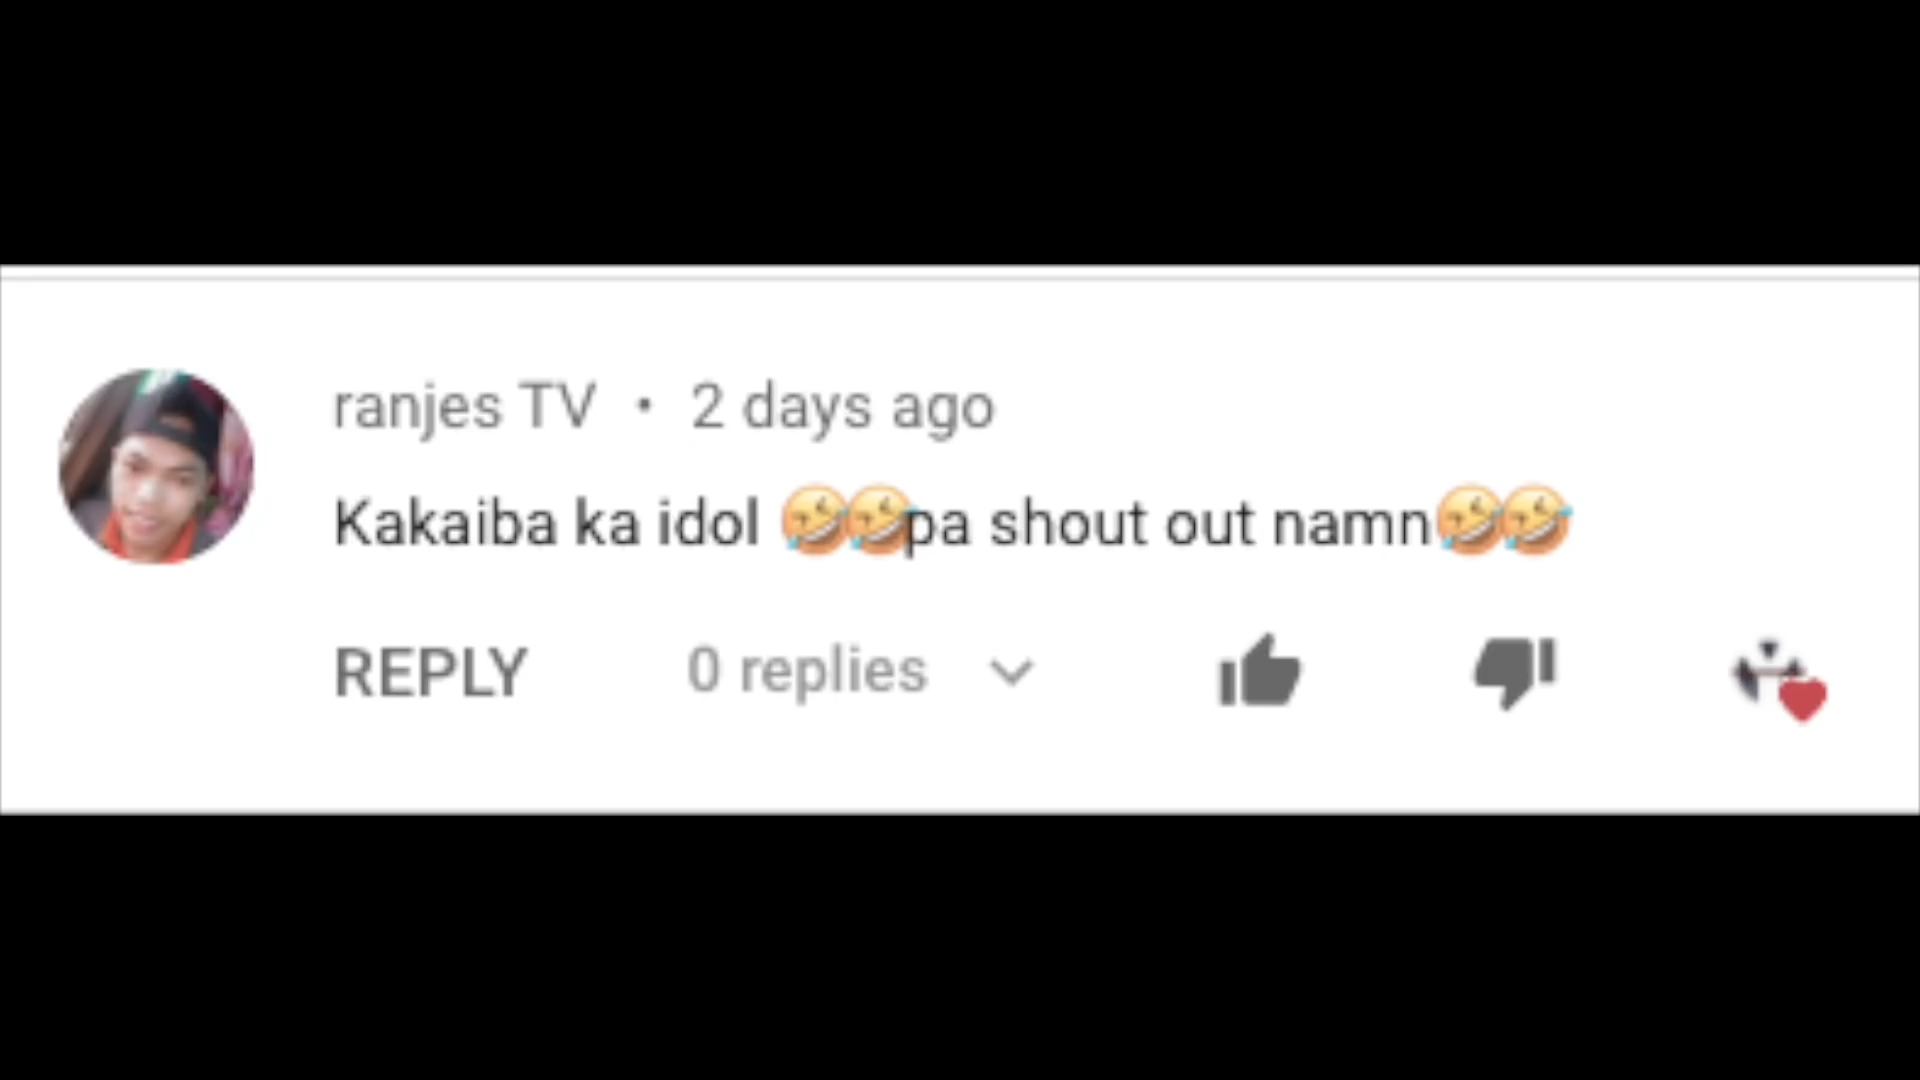 ranjes TV • 2 days ago
Kakaiba ka idol 🤣🤣pa shout out namn🤣🤣
REPLY 0 replies